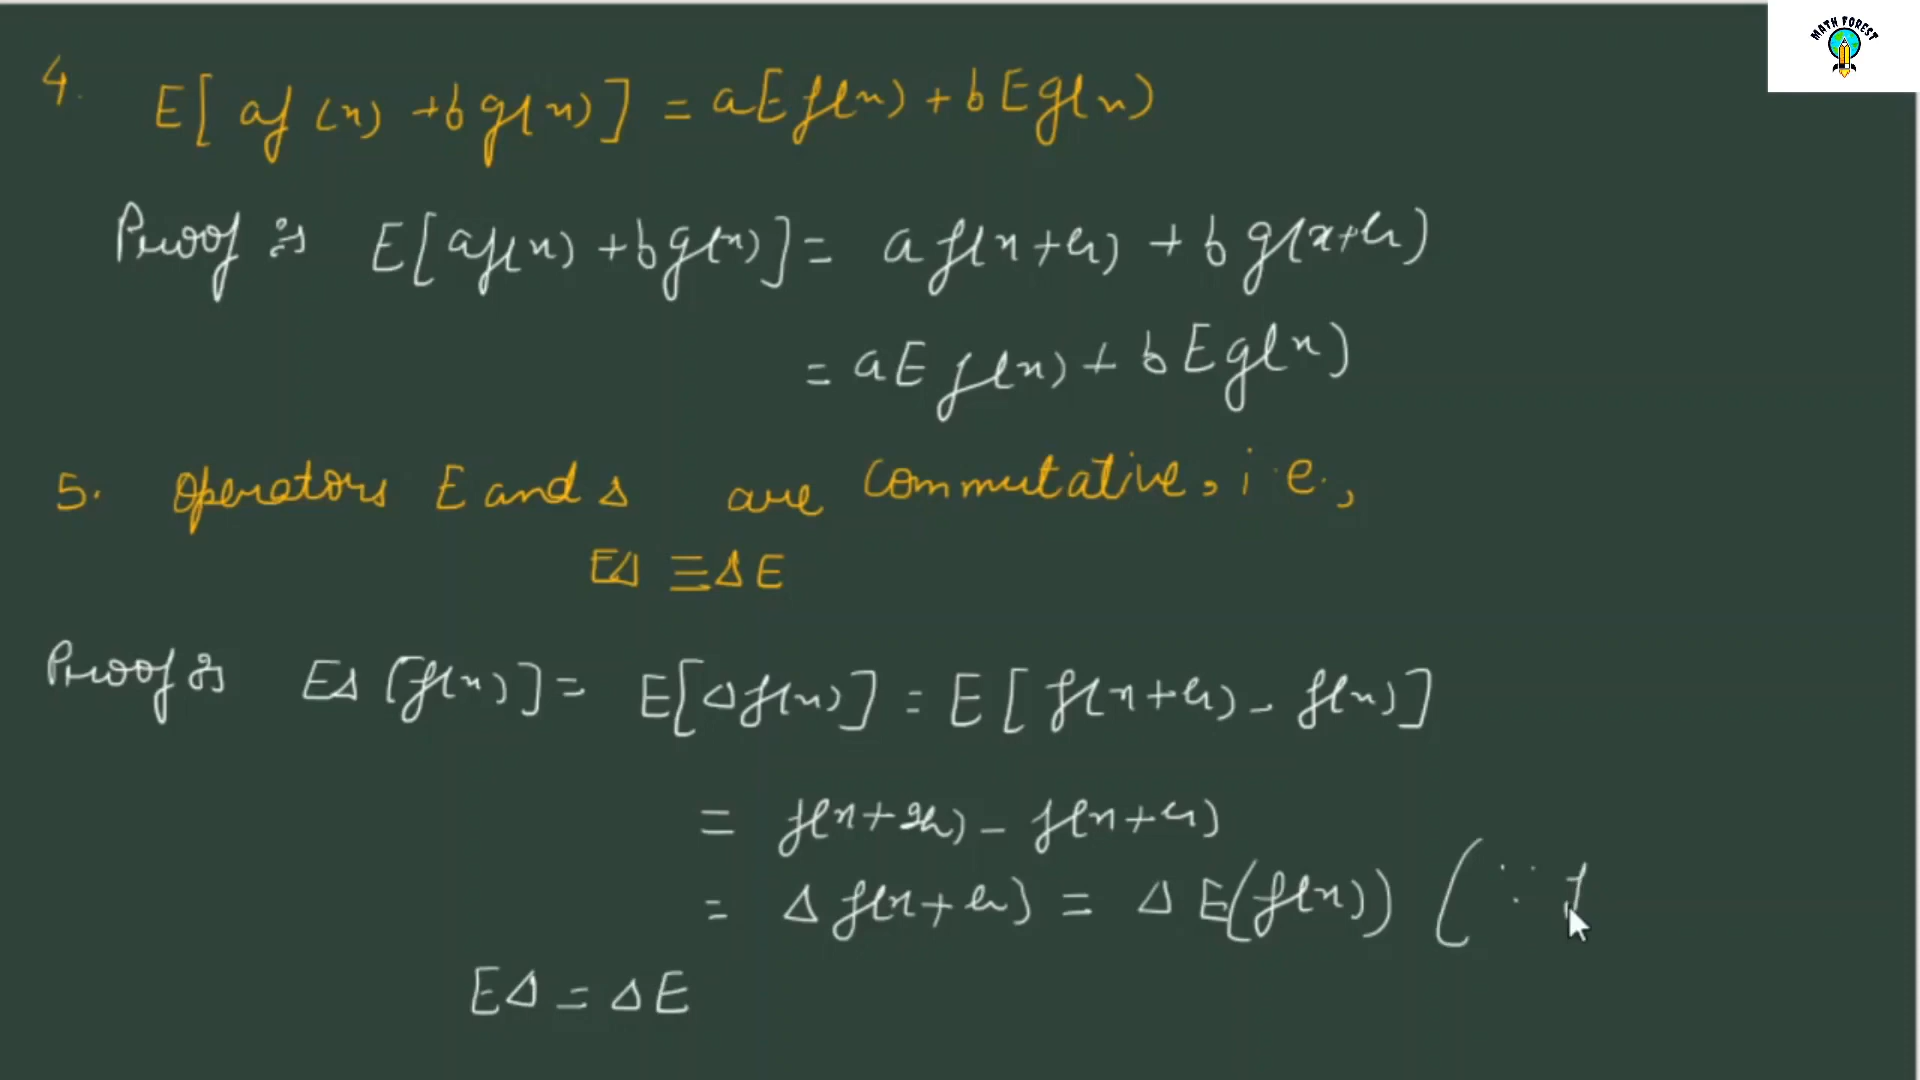 MATH FOREST
4. E[af(x) + bg(x)] = aEf(x) + bEg(x)
Proof :- E[af(x) + bg(x)] = af(x+h) + bg(x+h)
= aEf(x) + bEg(x)
5. Operators E and Δ are commutative, i.e.,
EΔ ≡ ΔE
Proof :- EΔ[f(x)] = E[Δf(x)] = E[f(x+h) - f(x)]
= f(x+2h) - f(x+h)
= Δf(x+h) = ΔE(f(x)) (∵
EΔ = ΔE